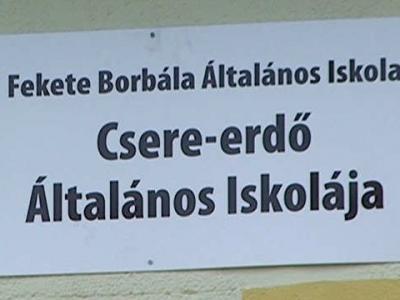 Fekete Borbála Általános Iskola
Csere-erdő
Általános Iskolája